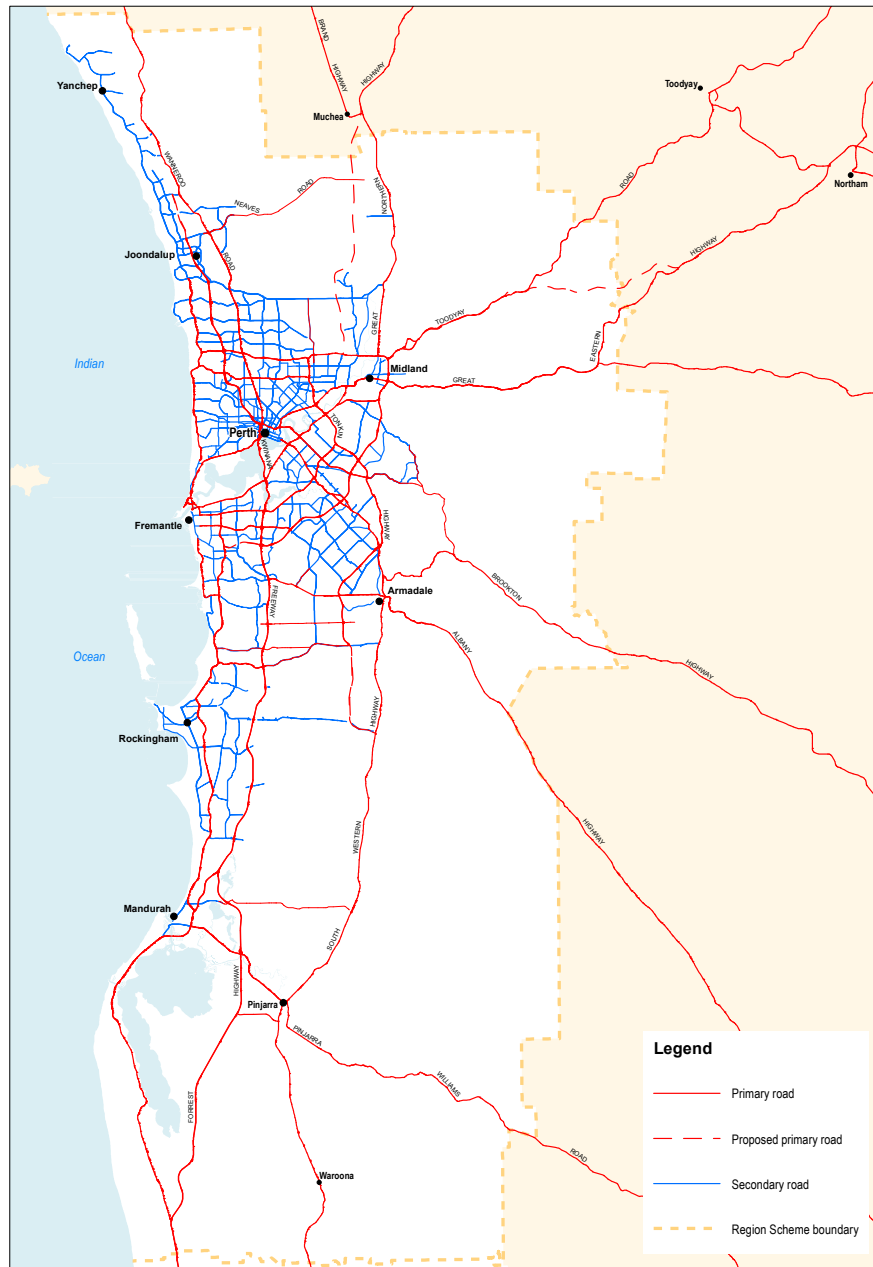 BRAND
HIGHWAY
HIGHWAY
Toodyay
Yanchep
Muchea
WANNEROO
ROAD
NORTHERN
Northam
ROAD
NEAVES
ROAD
HIGHWAY
Joondalup
GREAT
TOODYAY
EASTERN
Indian
Midland
GREAT
TONKIN
Perth
KWINANA
Fremantle
HIGHWAY
BROOKTON
FREEWAY
Armadale
ALBANY
Ocean
HIGHWAY
HIGHWAY
Rockingham
WESTERN
HIGHWAY
Mandurah
SOUTH
HIGHWAY
Pinjarra
PINJARRA
WILLIAMS
FORREST
ROAD
Waroona
Legend
Primary road
Proposed primary road
Secondary road
Region Scheme boundary